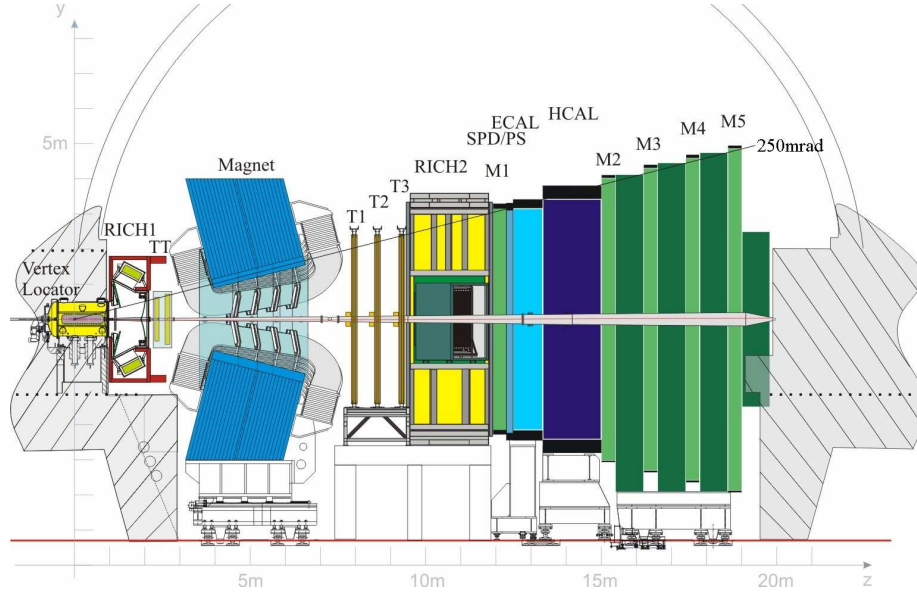 y
5m
Vertex
Locator
RICH1
TT
Magnet
T1
T2
T3
RICH2
SPD/PS
M1
ECAL
HCAL
M2
M3
M4
M5
250mrad
5m
10m
15m
20m
z